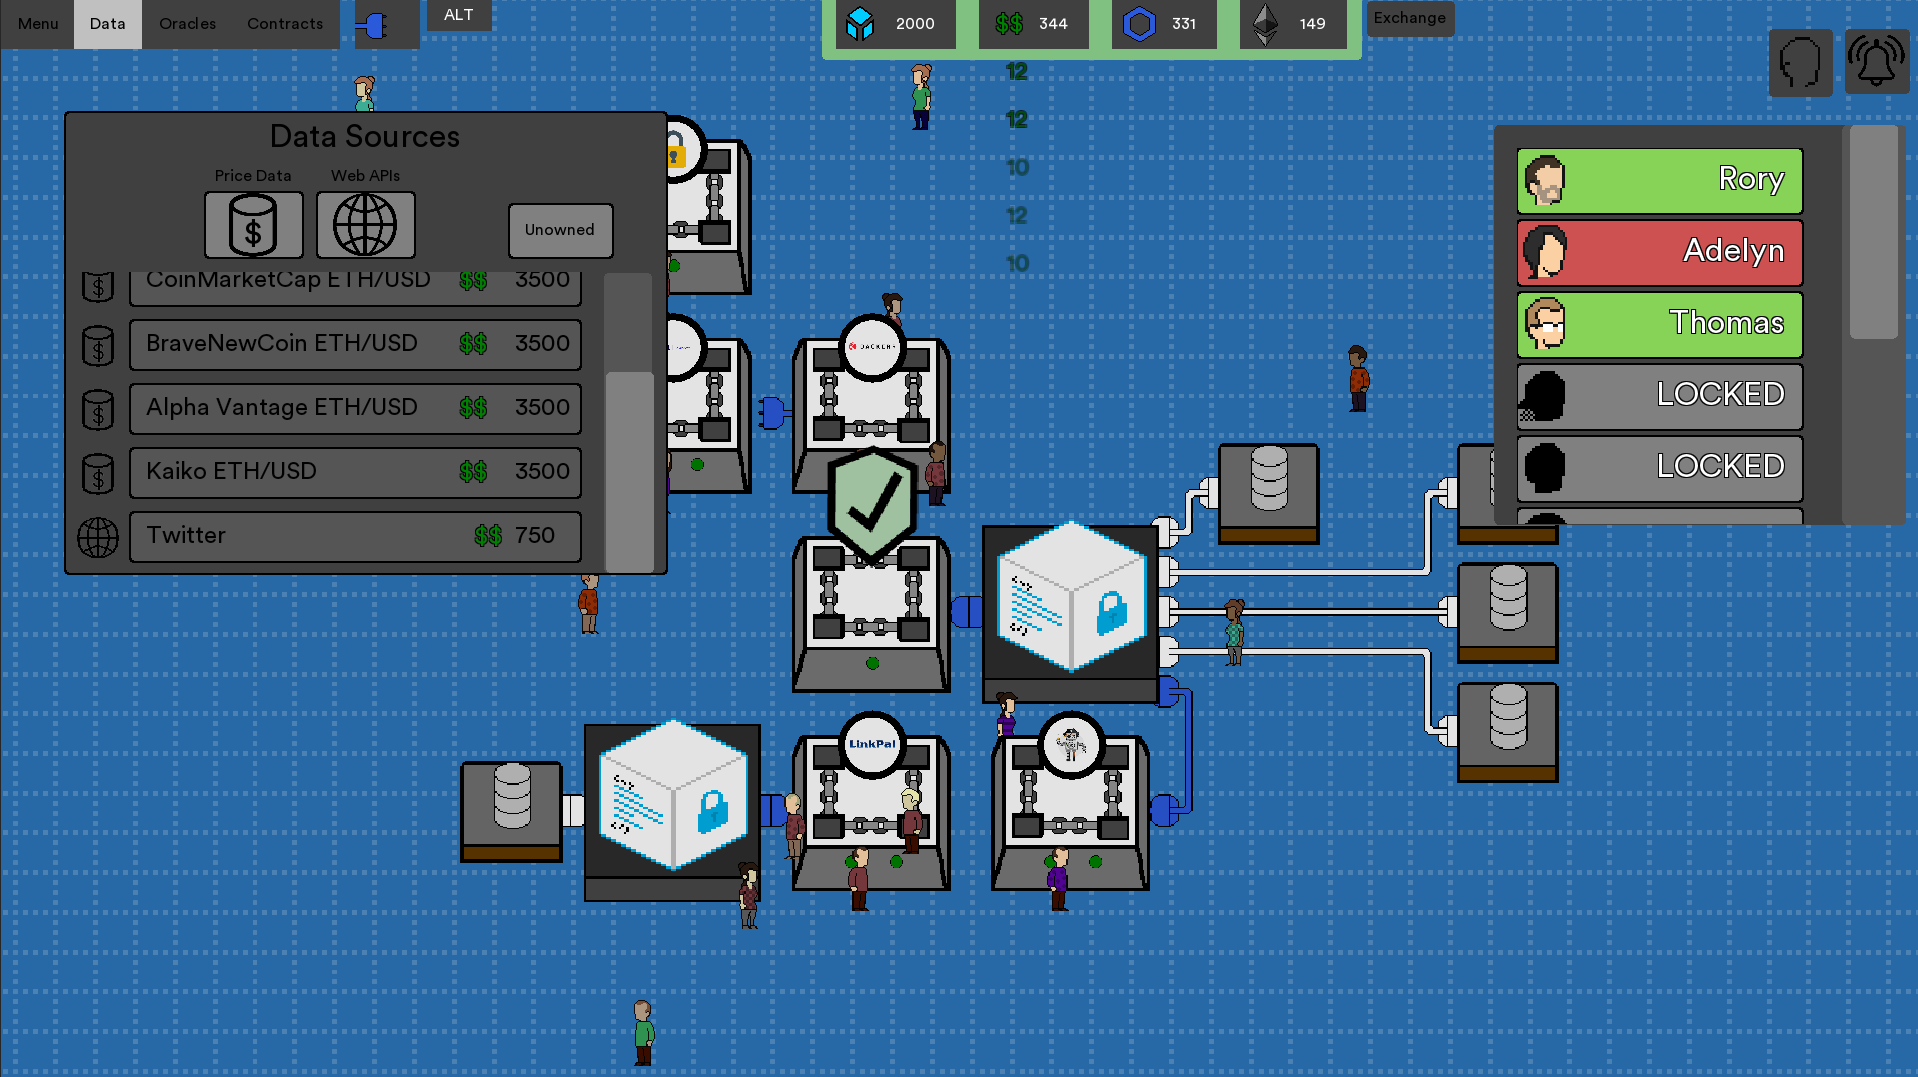 Menu
Data
Oracles
Contracts
ALT
2000
$$ 344
331
149
Exchange
12
12
10
12
10
Data Sources
Price Data
Web APIs
$
Unowned
CoinMarketCap ETH/USD $$ 3500
BraveNewCoin ETH/USD $$ 3500
Alpha Vantage ETH/USD $$ 3500
Kaiko ETH/USD $$ 3500
Twitter $$ 750
Rory
Adelyn
Thomas
LOCKED
LOCKED
LinkPal